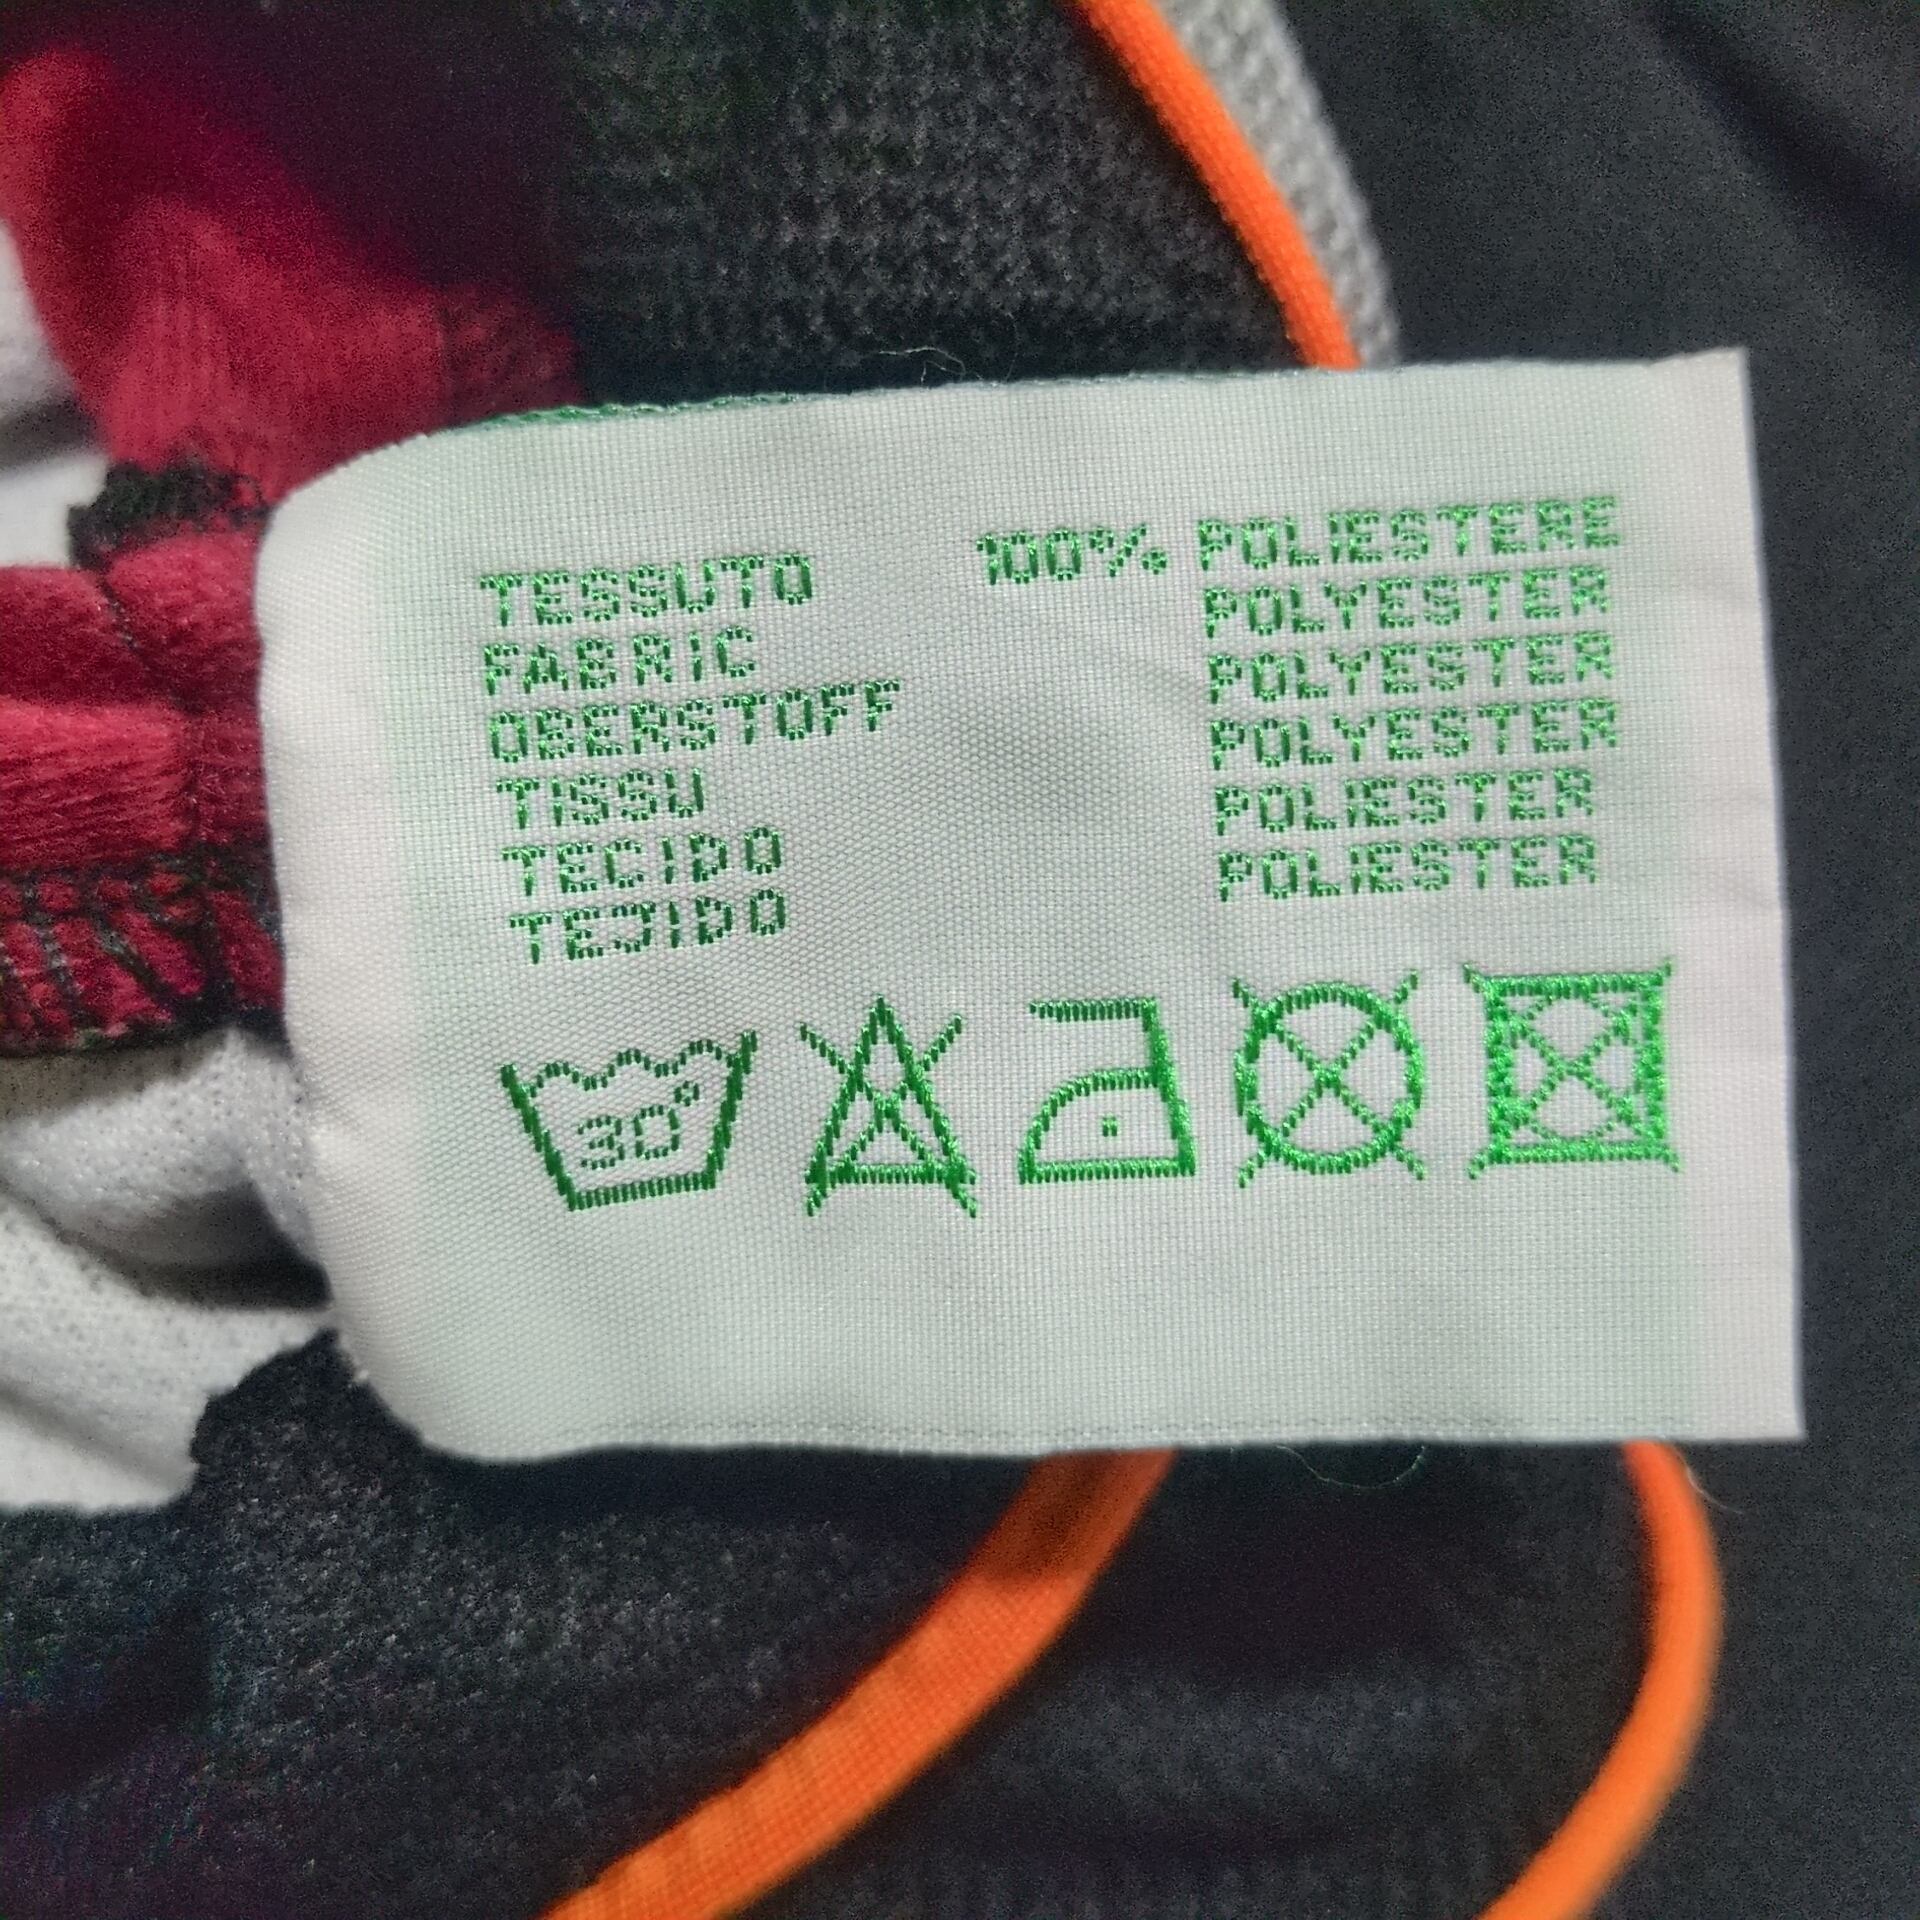 TESSUTO 100% POLIESTERE
FABRIC POLYESTER
OBERSTOFF POLYESTER
TISSU POLYESTER
TECIDO POLIESTER
TEJIDO POLIESTER
30°